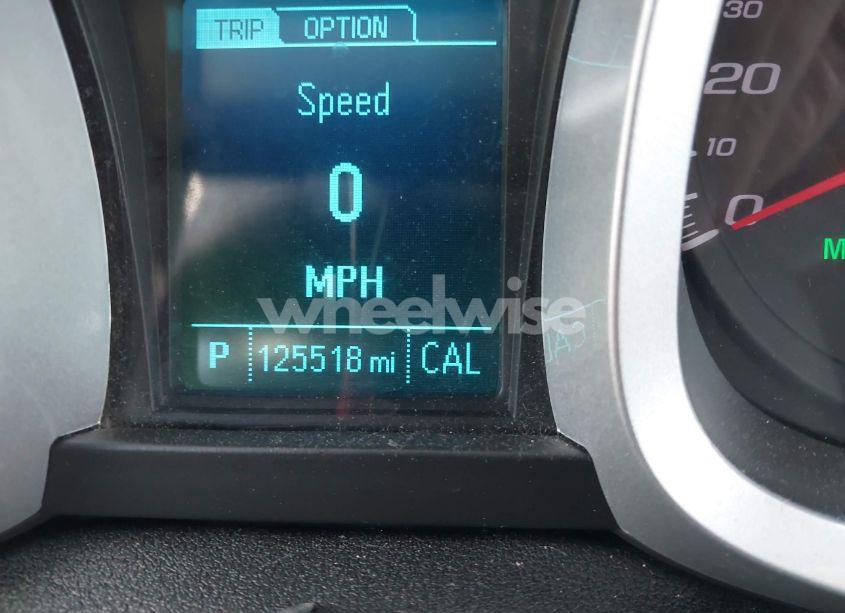 TRIP OPTION
Speed
0
MPH
wheelwise
P 125518 mi CAL
30
20
10
0
M